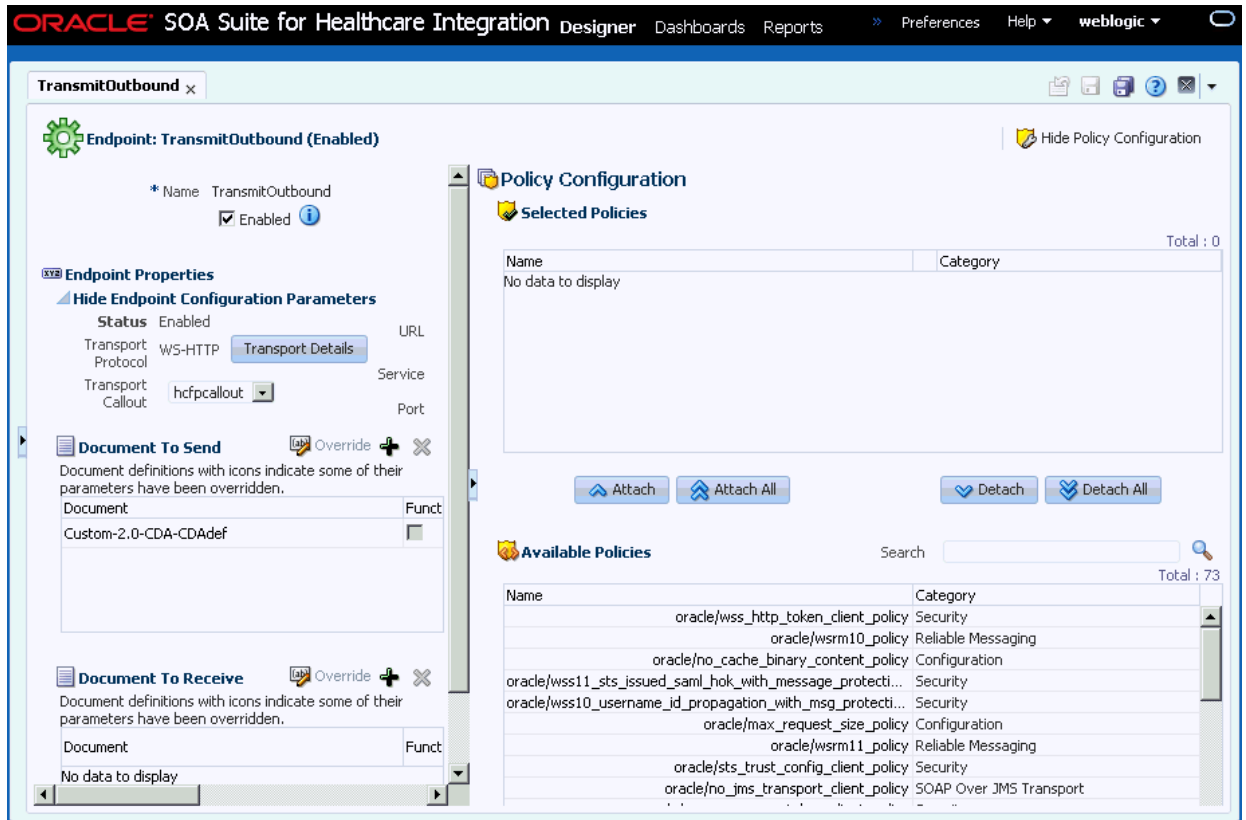 ORACLE® SOA Suite for Healthcare Integration Designer Dashboards Reports » Preferences Help weblogic
TransmitOutbound x
Endpoint: TransmitOutbound (Enabled)
Hide Policy Configuration
* Name TransmitOutbound
Enabled
Endpoint Properties
Hide Endpoint Configuration Parameters
Status Enabled
URL
Transport Protocol WS-HTTP Transport Details
Service
Transport Callout hcfpcallout
Port
Document To Send Override
Document definitions with icons indicate some of their
parameters have been overridden.
Document Funct
Custom-2.0-CDA-CDAdef
Document To Receive Override
Document definitions with icons indicate some of their
parameters have been overridden.
Document Funct
No data to display
Policy Configuration
Selected Policies
Total : 0
Name Category
No data to display
Attach Attach All Detach Detach All
Available Policies Search
Total : 73
Name Category
oracle/wss_http_token_client_policy Security
oracle/wsrm10_policy Reliable Messaging
oracle/no_cache_binary_content_policy Configuration
oracle/wss11_sts_issued_saml_hok_with_message_protecti... Security
oracle/wss10_username_id_propagation_with_msg_protecti... Security
oracle/max_request_size_policy Configuration
oracle/wsrm11_policy Reliable Messaging
oracle/sts_trust_config_client_policy Security
oracle/no_jms_transport_client_policy SOAP Over JMS Transport